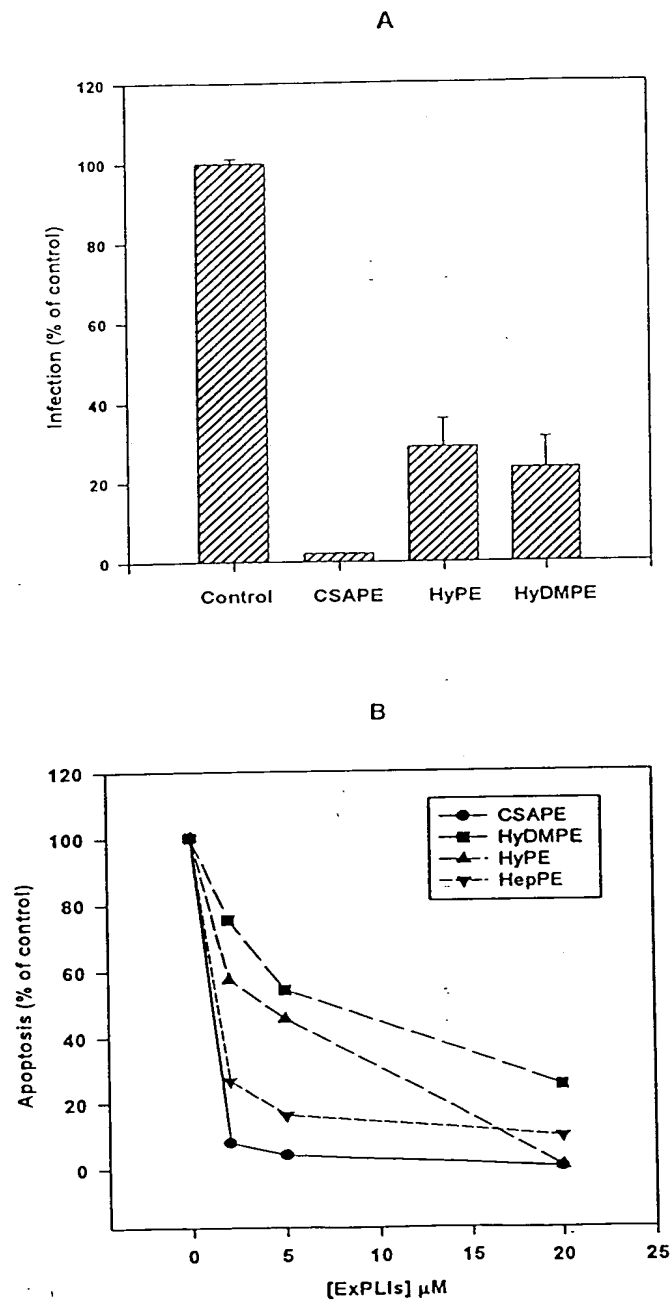 A
Infection (% of control)
120
100
80
60
40
20
0
Control CSAPE HyPE HyDMPE
B
Apoptosis (% of control)
120
100
80
60
40
20
0
CSAPE
HyDMPE
HyPE
HepPE
0 5 10 15 20 25
[ExPLIs] µM